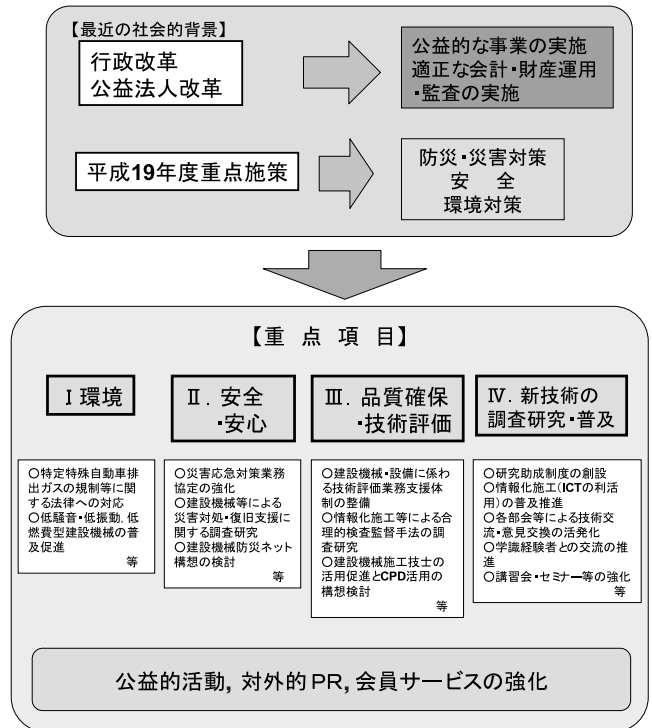 【最近の社会的背景】
行政改革
公益法人改革
公益的な事業の実施
適正な会計・財産運用
・監査の実施
平成19年度重点施策
防災・災害対策
安　全
環境対策
【重 点 項 目】
Ⅰ 環境
○特定特殊自動車排
出ガスの規制等に関
する法律への対応
○低騒音・低振動, 低
燃費型建設機械の普
及促進
等
Ⅱ. 安全
・安心
○災害応急対策業務
協定の強化
○建設機械等による
災害対処・復旧支援に
関する調査研究
○建設機械防災ネット
構想の検討
等
Ⅲ. 品質確保
・技術評価
○建設機械・設備に係わ
る技術評価業務支援体
制の整備
○情報化施工等による合
理的検査監督手法の調
査研究
○建設機械施工技士の
活用促進とCPD活用の
構想検討
等
Ⅳ. 新技術の
調査研究・普及
○研究助成制度の創設
○情報化施工(ICTの利活
用)の普及推進
○各部会等による技術交
流・意見交換の活発化
○学識経験者との交流の推
進
○講習会・セミナー等の強化
等
公益的活動, 対外的PR, 会員サービスの強化